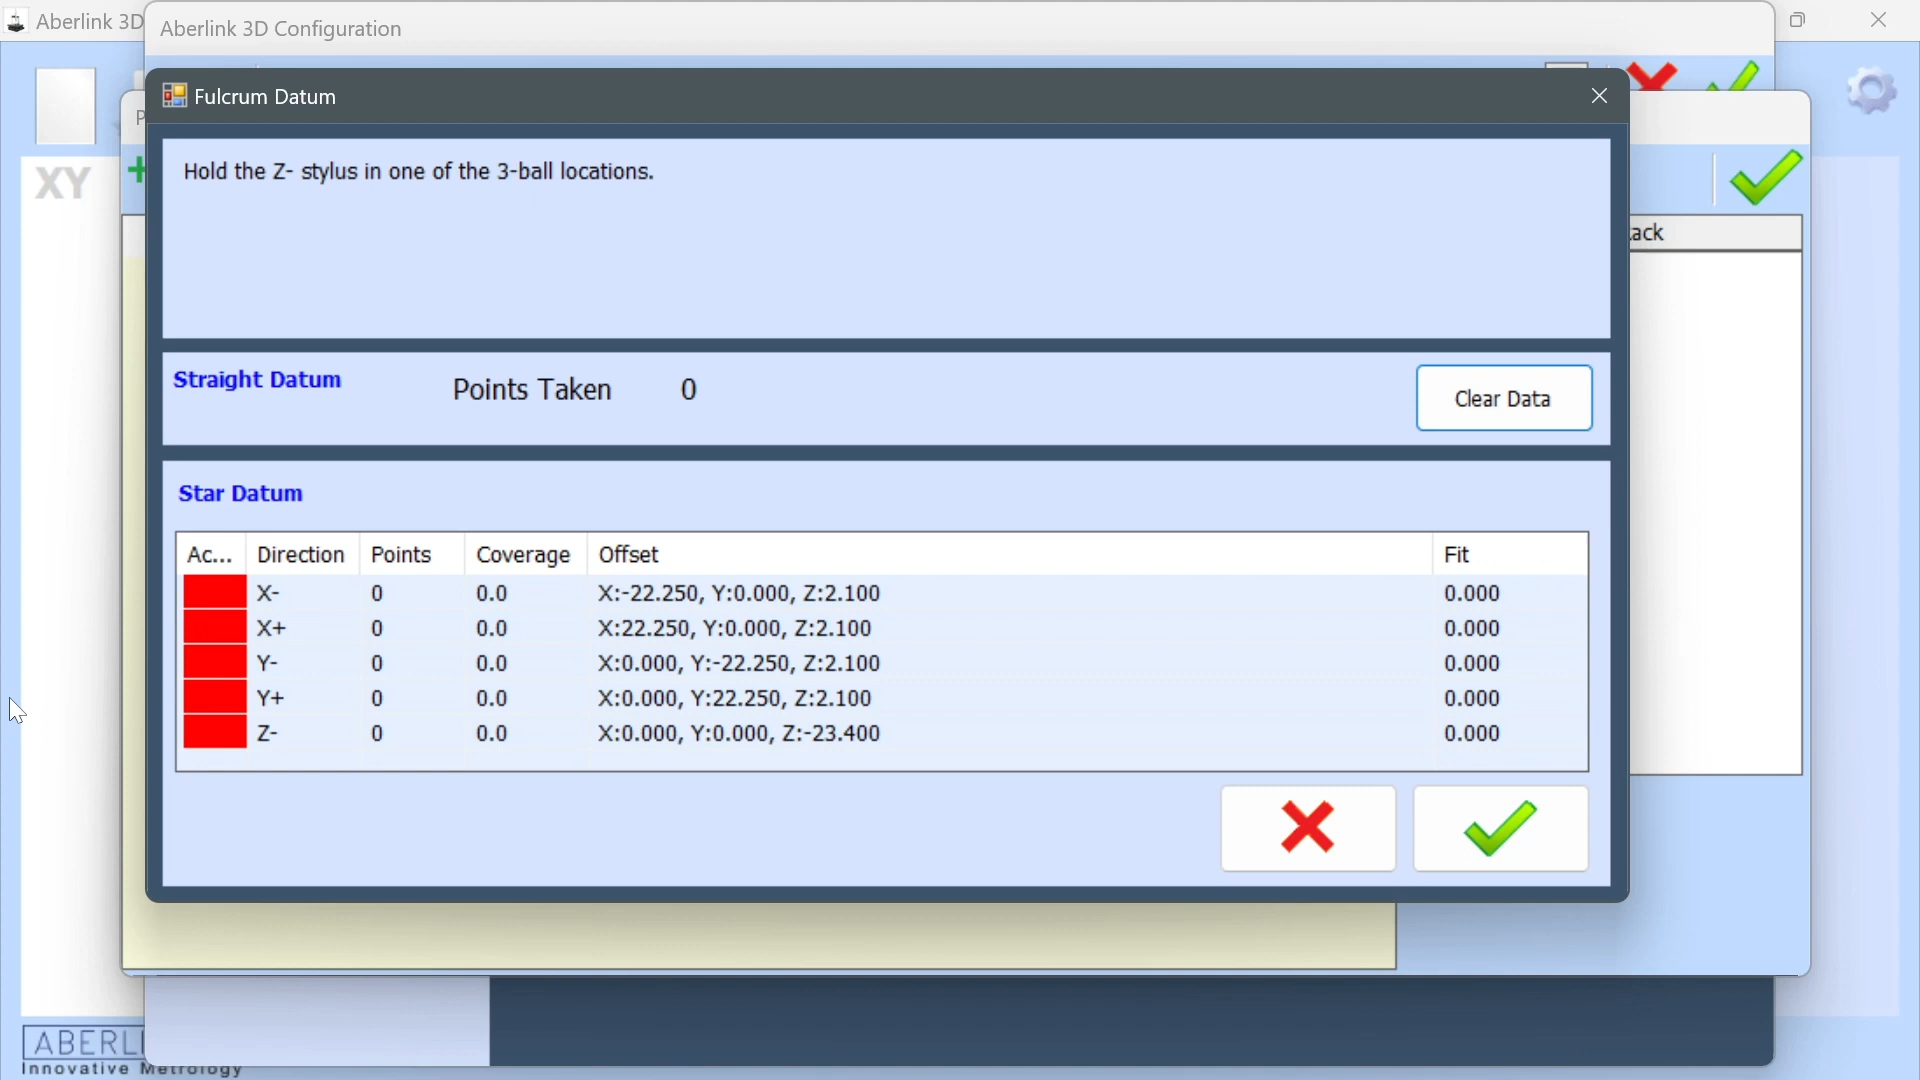 Aberlink 3D
Aberlink 3D Configuration
Fulcrum Datum
Hold the Z- stylus in one of the 3-ball locations.
XY
Straight Datum
Points Taken 0
Clear Data
Star Datum
Ac... Direction Points Coverage Offset Fit
X- 0 0.0 X:-22.250, Y:0.000, Z:2.100 0.000
X+ 0 0.0 X:22.250, Y:0.000, Z:2.100 0.000
Y- 0 0.0 X:0.000, Y:-22.250, Z:2.100 0.000
Y+ 0 0.0 X:0.000, Y:22.250, Z:2.100 0.000
Z- 0 0.0 X:0.000, Y:0.000, Z:-23.400 0.000
ABERLI
Innovative Metrology